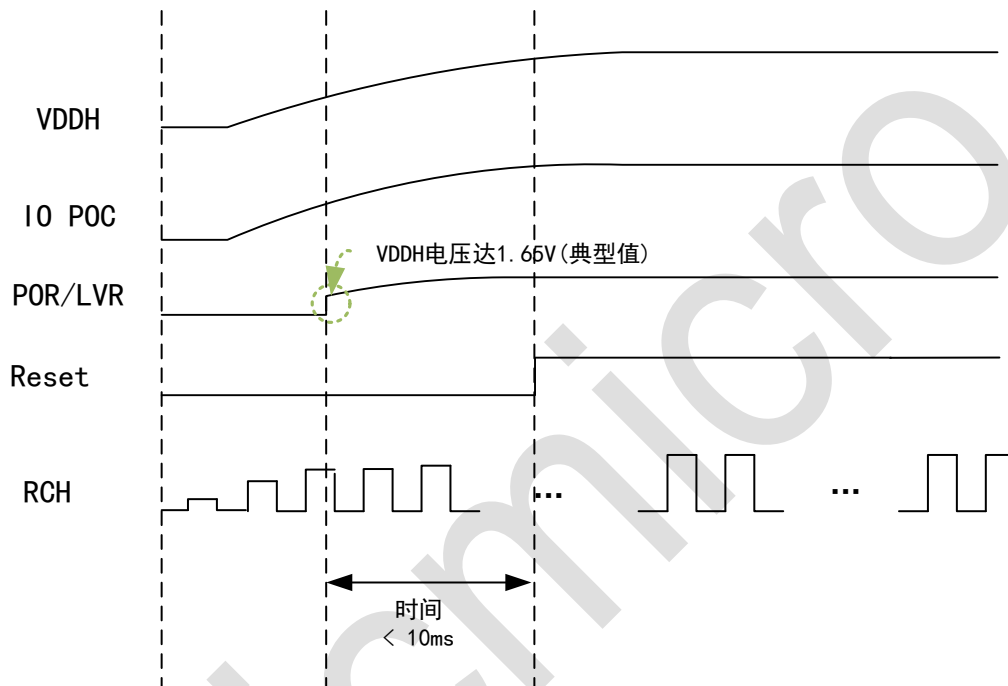 VDDH
IO POC
VDDH电压达1.65V(典型值)
POR/LVR
Reset
RCH
...
...
时间
< 10ms
icmicro